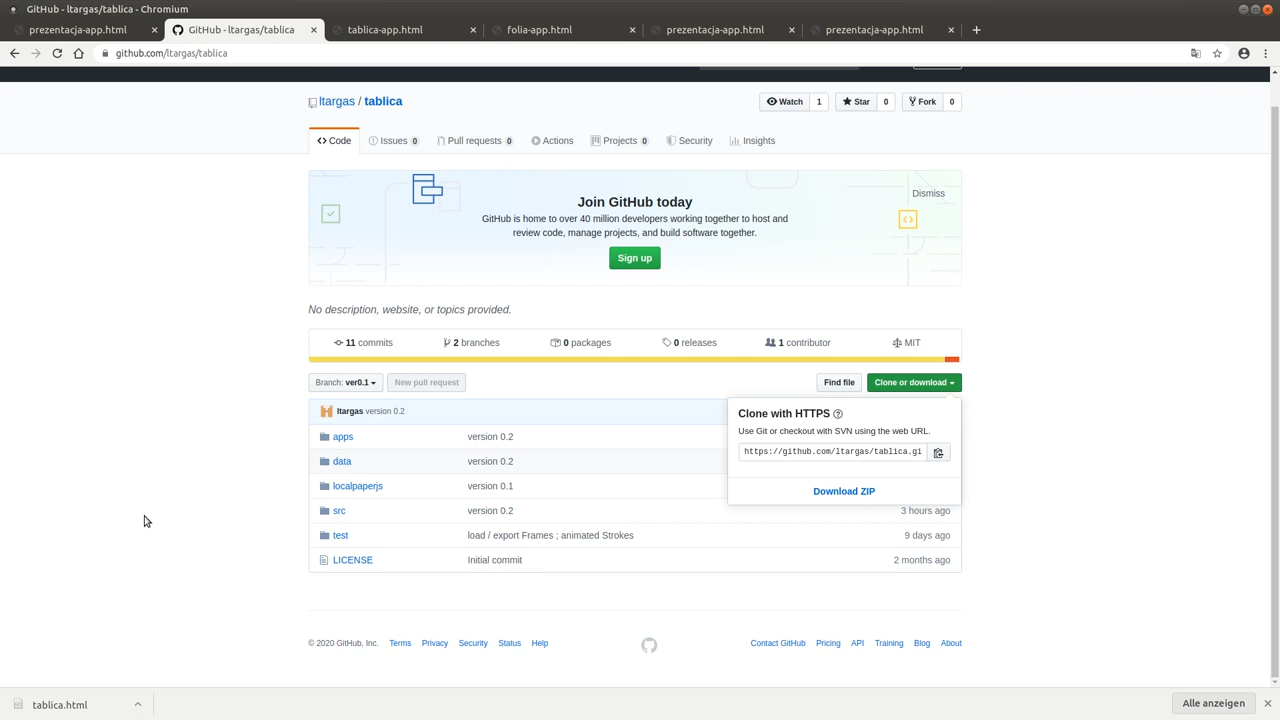 GitHub - ltargas/tablica - Chromium
prezentacja-app.html
GitHub - ltargas/tablica
tablica-app.html
folia-app.html
prezentacja-app.html
prezentacja-app.html
github.com/ltargas/tablica
ltargas / tablica
Watch 1
Star 0
Fork 0
Code
Issues 0
Pull requests 0
Actions
Projects 0
Security
Insights
Join GitHub today
Dismiss
GitHub is home to over 40 million developers working together to host and
review code, manage projects, and build software together.
Sign up
No description, website, or topics provided.
11 commits
2 branches
0 packages
0 releases
1 contributor
MIT
Branch: ver0.1
New pull request
Find file
Clone or download
ltargas version 0.2
Clone with HTTPS
Use Git or checkout with SVN using the web URL.
https://github.com/ltargas/tablica.gi
Download ZIP
apps version 0.2
data version 0.2
localpaperjs version 0.1
src version 0.2 3 hours ago
test load / export Frames ; animated Strokes 9 days ago
LICENSE Initial commit 2 months ago
© 2020 GitHub, Inc. Terms Privacy Security Status Help
Contact GitHub Pricing API Training Blog About
tablica.html
Alle anzeigen